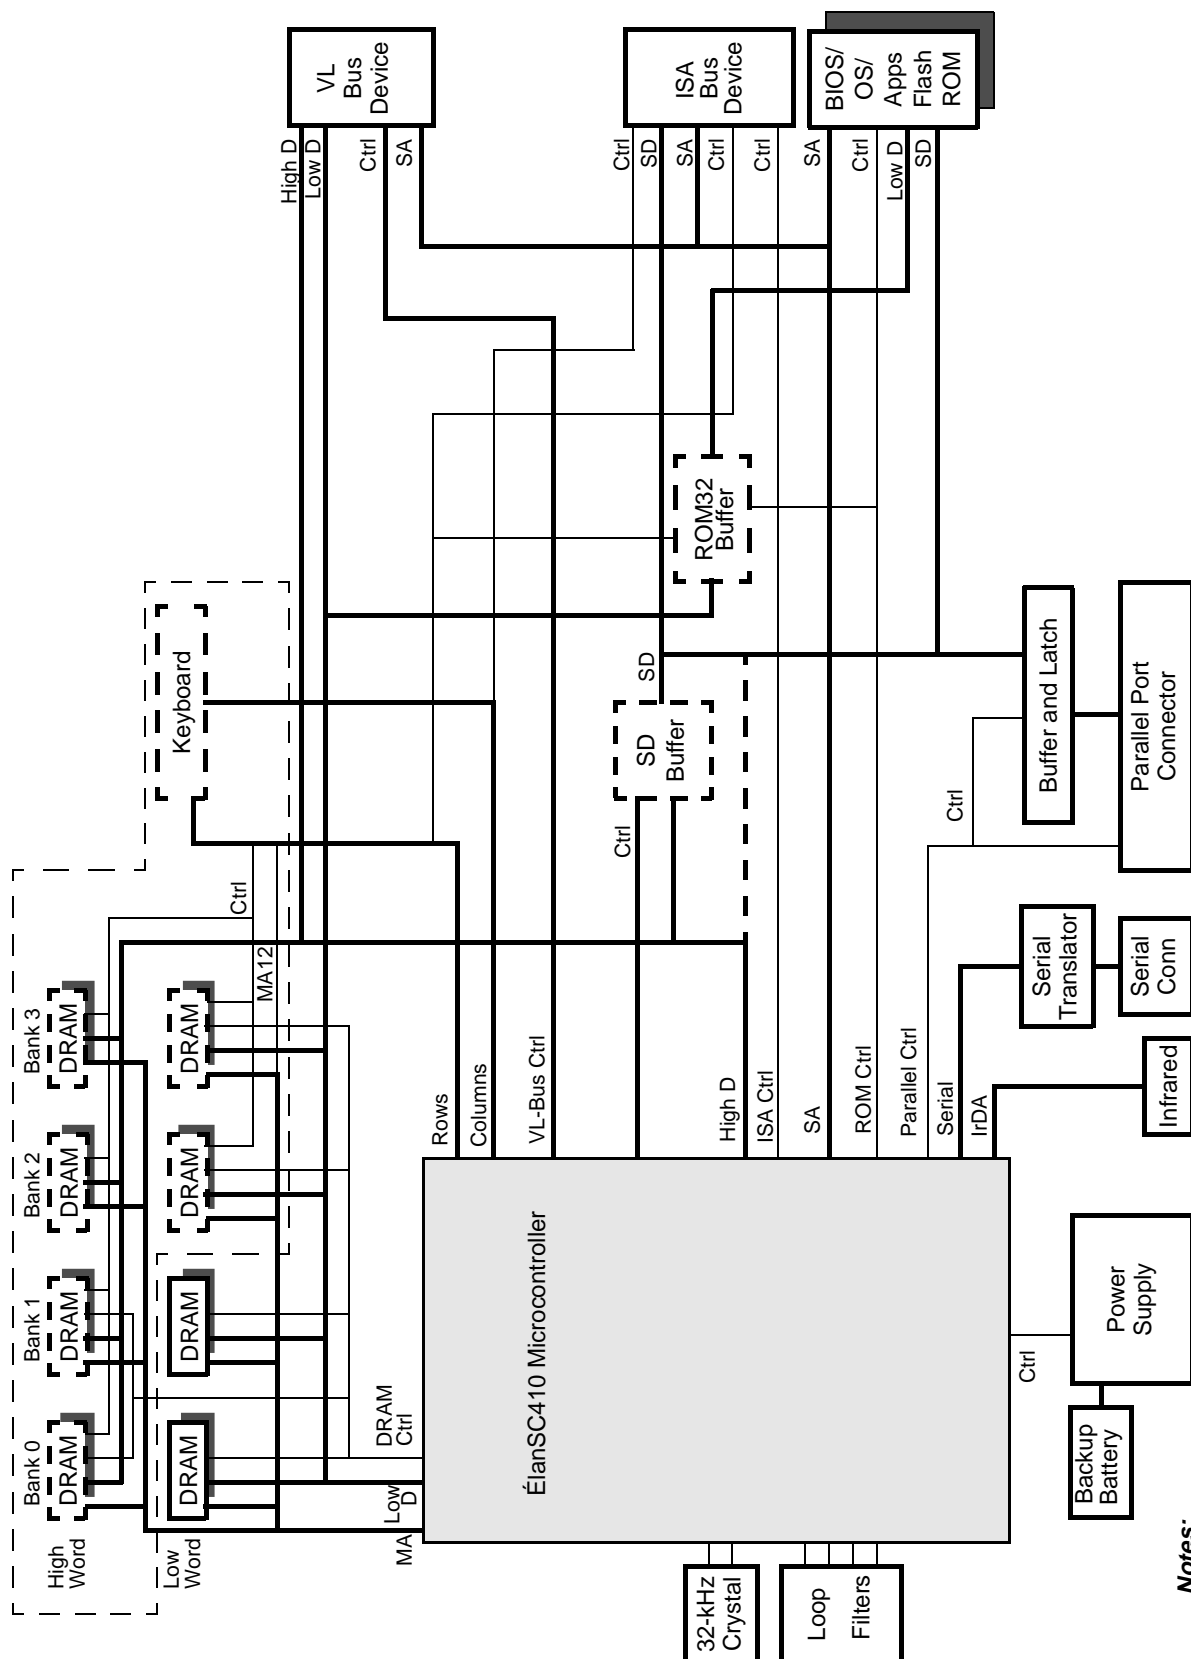 Bank 0
Bank 1
Bank 2
Bank 3
High
Word
DRAM
DRAM
DRAM
DRAM
Low
Word
DRAM
DRAM
DRAM
DRAM
Ctrl
MA12
Keyboard
MA
Low
D
DRAM
Ctrl
Rows
Columns
VL-Bus Ctrl
High D
ISA Ctrl
SA
ROM Ctrl
Parallel Ctrl
Serial
IrDA
ÉlanSC410 Microcontroller
32-kHz
Crystal
Loop
Filters
Ctrl
Power
Supply
Backup
Battery
Infrared
Serial
Translator
Serial
Conn
Ctrl
Buffer and Latch
Parallel Port
Connector
Ctrl
SD
Buffer
SD
ROM32
Buffer
High D
Low D
Ctrl
SA
VL
Bus
Device
Ctrl
SD
SA
Ctrl
Ctrl
ISA
Bus
Device
SA
Ctrl
Low D
SD
BIOS/
OS/
Apps
Flash
ROM
Notes: